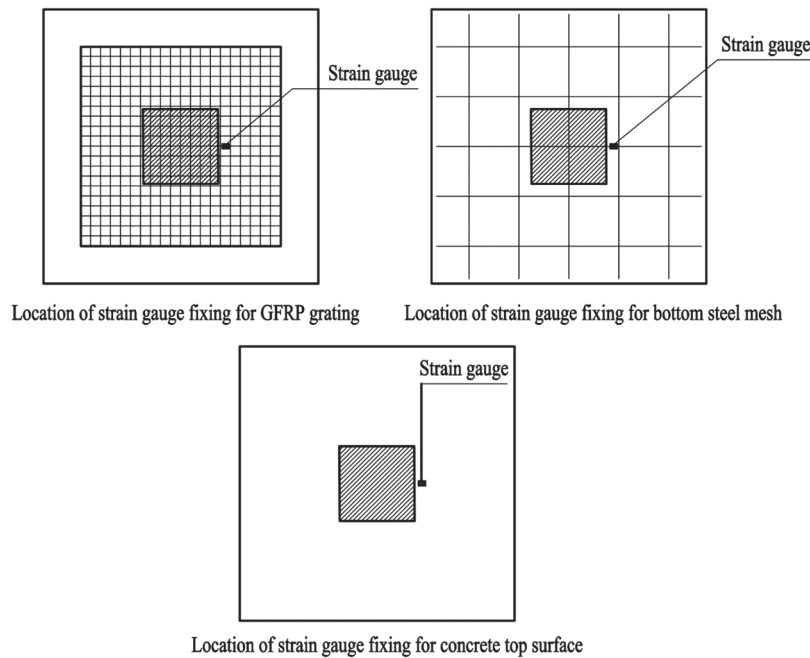 Strain gauge
Strain gauge
Location of strain gauge fixing for GFRP grating
Location of strain gauge fixing for bottom steel mesh
Strain gauge
Location of strain gauge fixing for concrete top surface